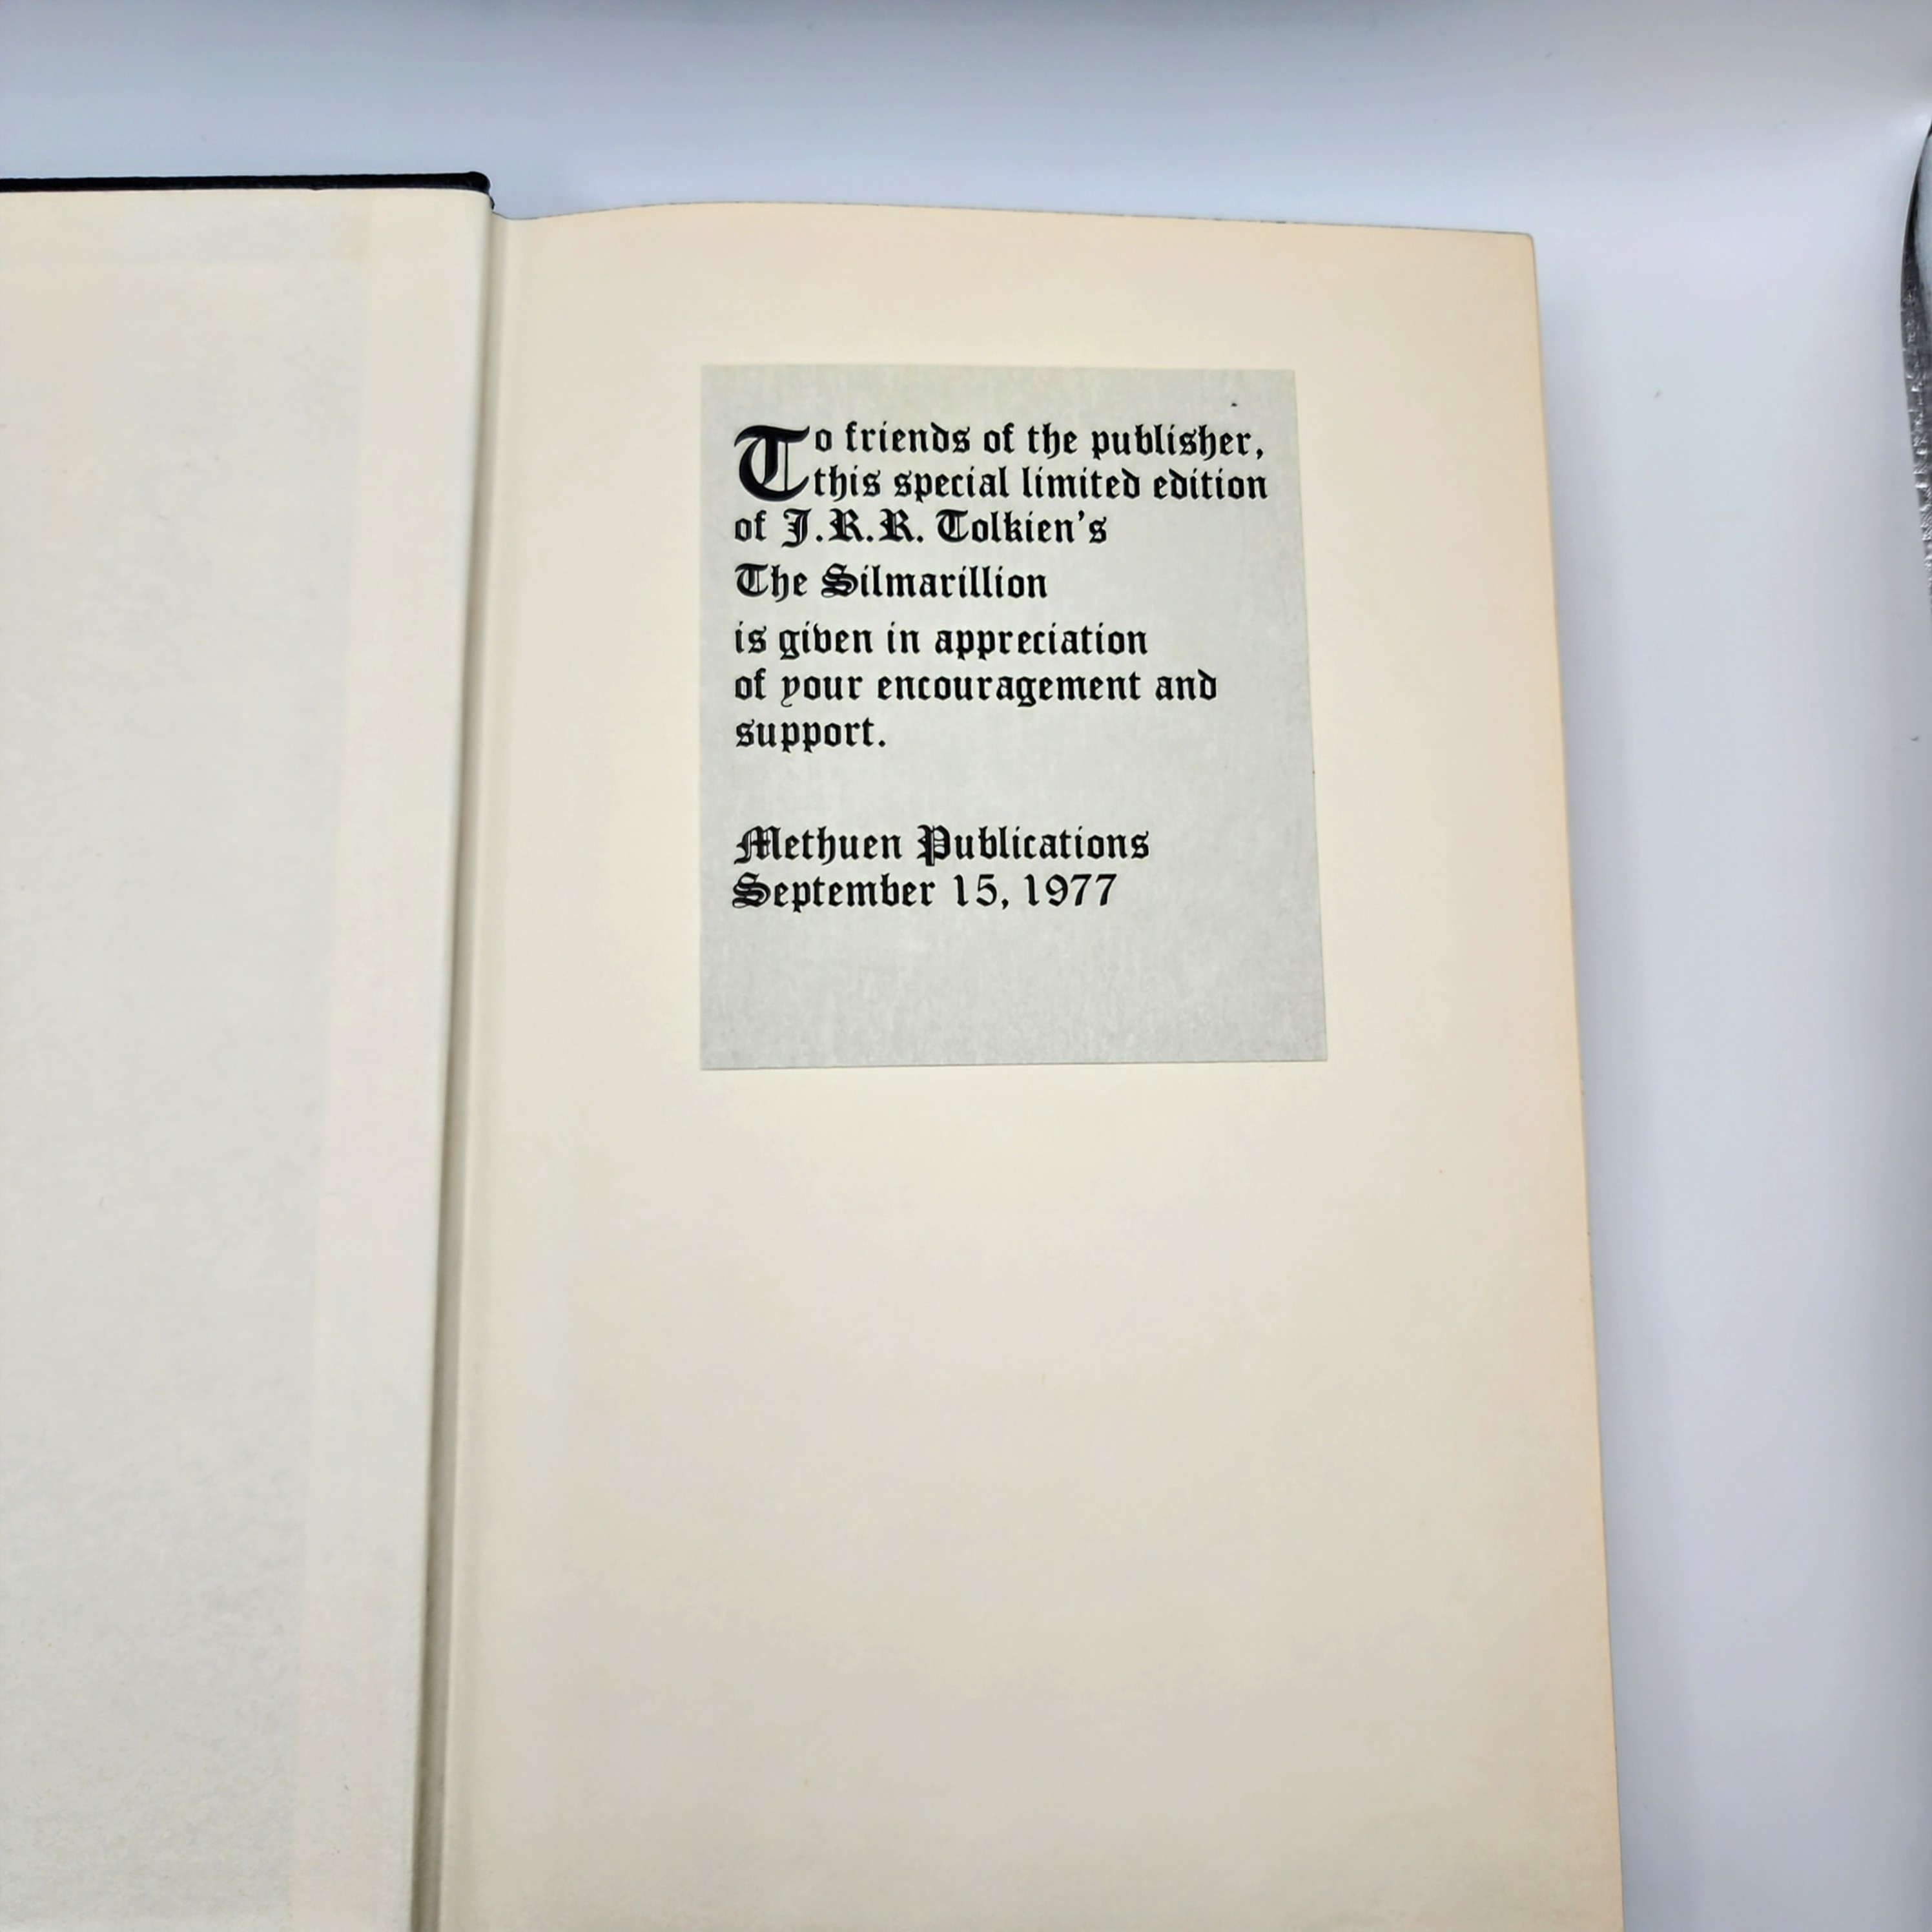 To friends of the publisher,
this special limited edition
of J.R.R. Tolkien's
The Silmarillion
is given in appreciation
of your encouragement and
support.
Methuen Publications
September 15, 1977